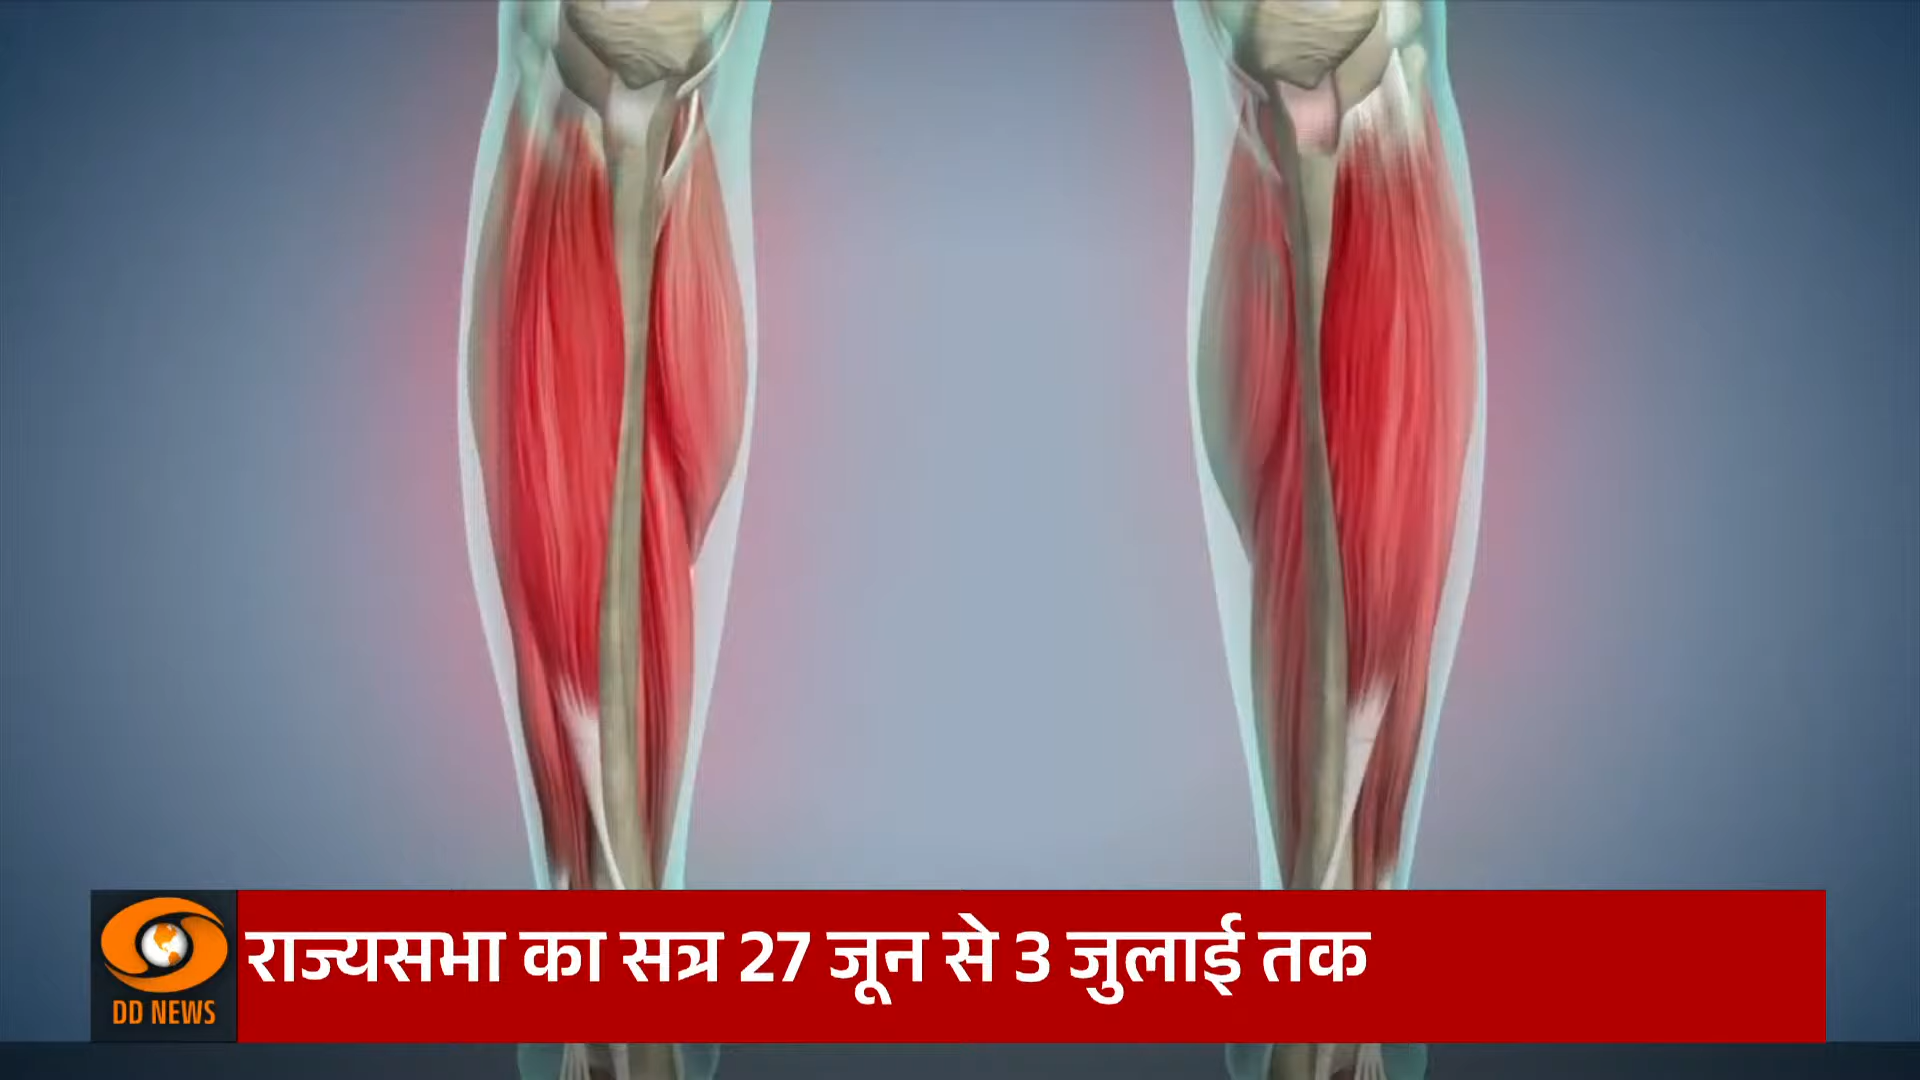 राज्यसभा का सत्र 27 जून से 3 जुलाई तक
DD NEWS